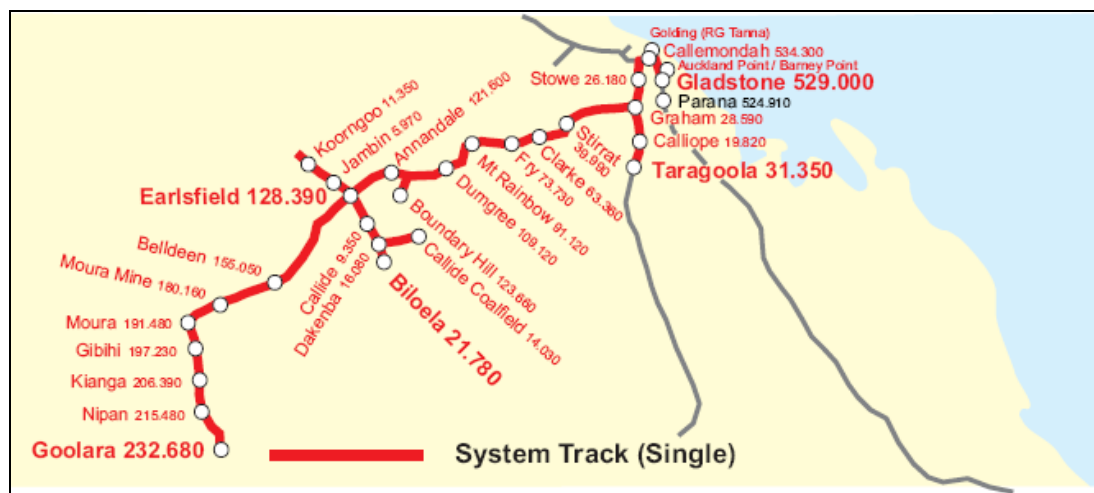 Golding (RG Tanna)
Callemondah 534.300
Auckland Point / Barney Point
Gladstone 529.000
Parana 524.910
Stowe 26.180
Graham 28.590
Calliope 19.820
Taragoola 31.350
Koorngoo 11.350
Jambin 5.970
Annandale 121.600
Earlsfield 128.390
Stirrat 39.990
Clarke 63.360
Fry 73.730
Mt Rainbow 91.120
Dumgree 109.120
Boundary Hill 123.660
Callide Coalfield 14.030
Biloela 21.780
Callide 9.350
Dakenba 16.080
Belldeen 155.050
Moura Mine 180.160
Moura 191.480
Gibihi 197.230
Kianga 206.390
Nipan 215.480
Goolara 232.680
System Track (Single)